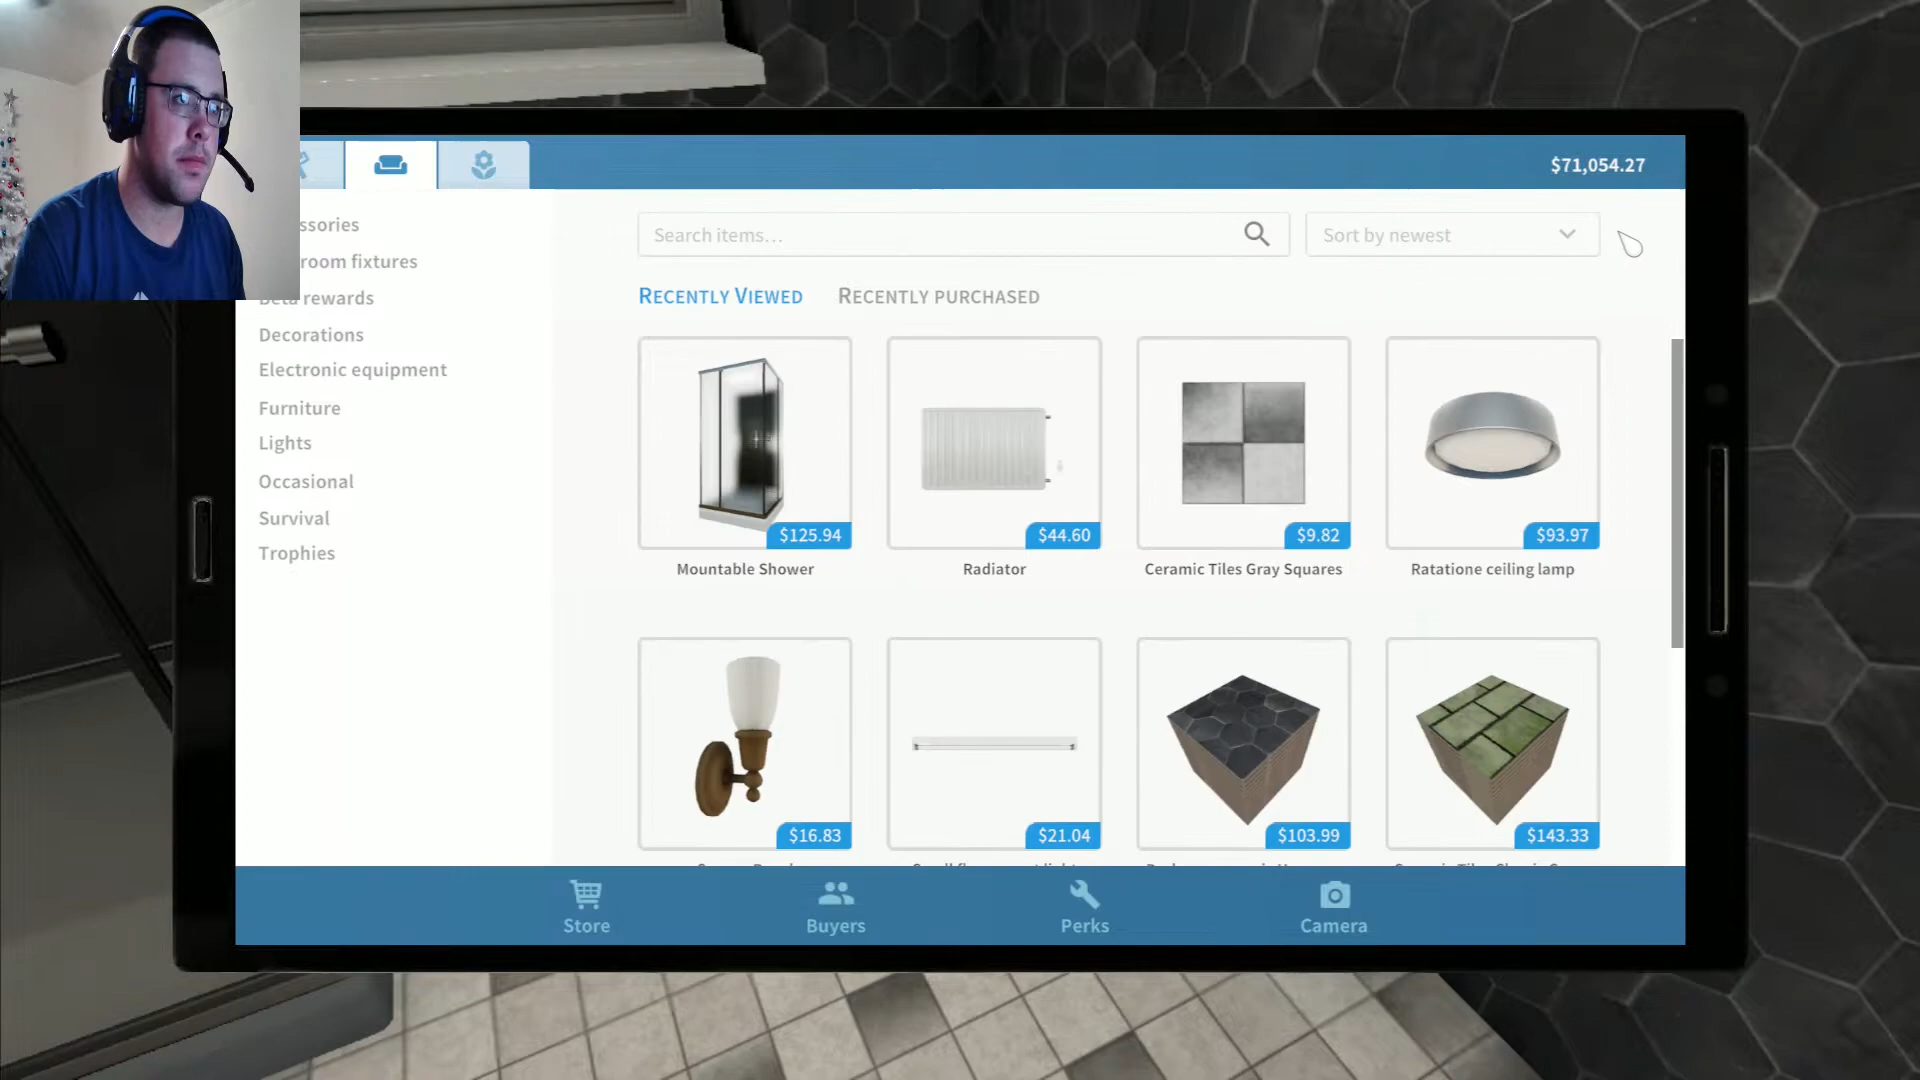 $71,054.27
ssories
room fixtures
rewards
Decorations
Electronic equipment
Furniture
Lights
Occasional
Survival
Trophies
Search items...
Sort by newest
RECENTLY VIEWED
RECENTLY PURCHASED
$125.94
$44.60
$9.82
$93.97
Mountable Shower
Radiator
Ceramic Tiles Gray Squares
Ratatione ceiling lamp
$16.83
$21.04
$103.99
$143.33
Store
Buyers
Perks
Camera